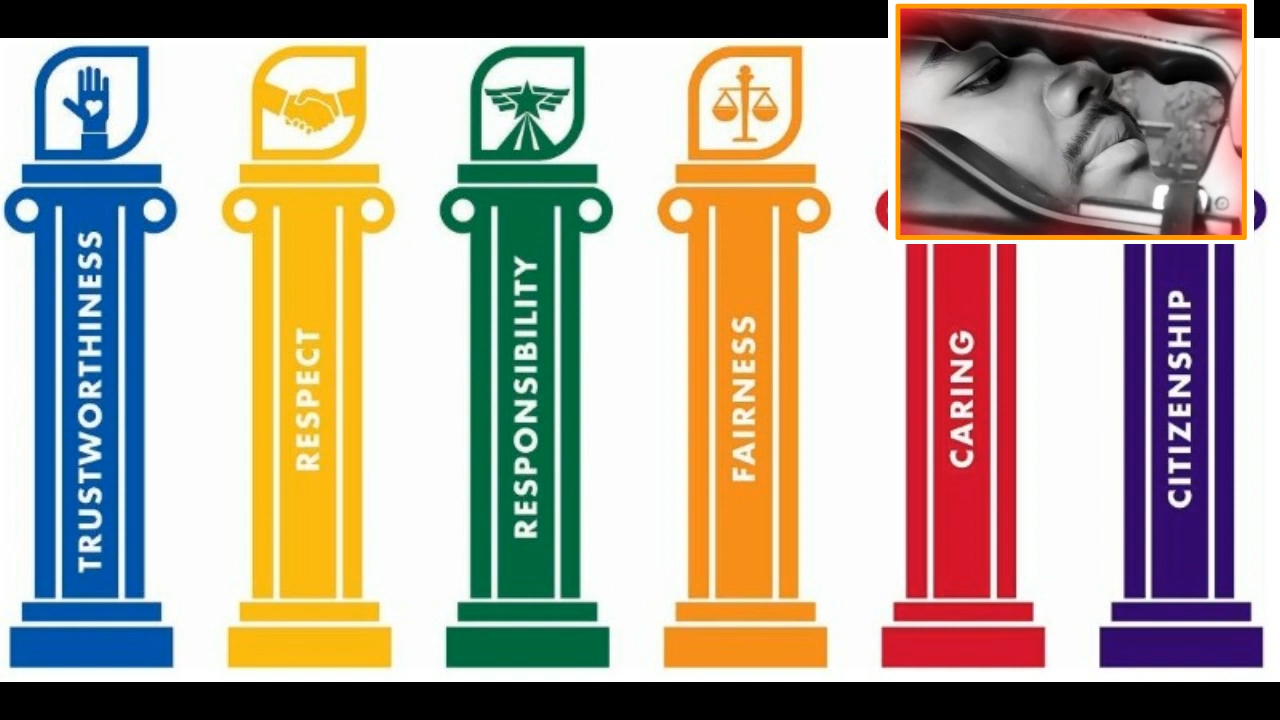 TRUSTWORTHINESS
RESPECT
RESPONSIBILITY
FAIRNESS
CARING
CITIZENSHIP